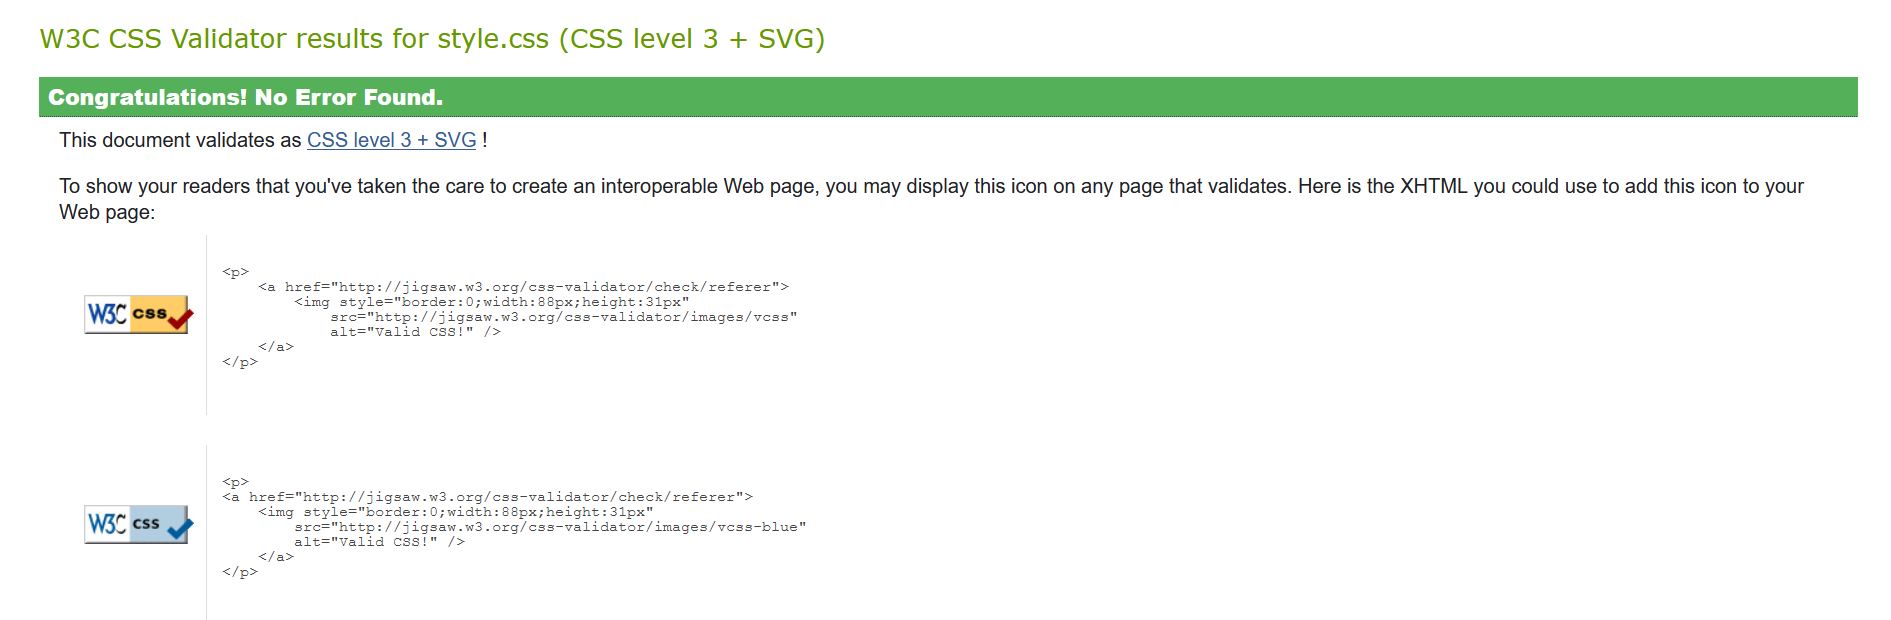 W3C CSS Validator results for style.css (CSS level 3 + SVG)
Congratulations! No Error Found.
This document validates as CSS level 3 + SVG !
To show your readers that you've taken the care to create an interoperable Web page, you may display this icon on any page that validates. Here is the XHTML you could use to add this icon to your
Web page:
W3C css
<p>
<a href="http://jigsaw.w3.org/css-validator/check/referer">
<img style="border:0;width:88px;height:31px"
src="http://jigsaw.w3.org/css-validator/images/vcss"
alt="Valid CSS!" />
</a>
</p>
W3C css
<p>
<a href="http://jigsaw.w3.org/css-validator/check/referer">
<img style="border:0;width:88px;height:31px"
src="http://jigsaw.w3.org/css-validator/images/vcss-blue"
alt="Valid CSS!" />
</a>
</p>